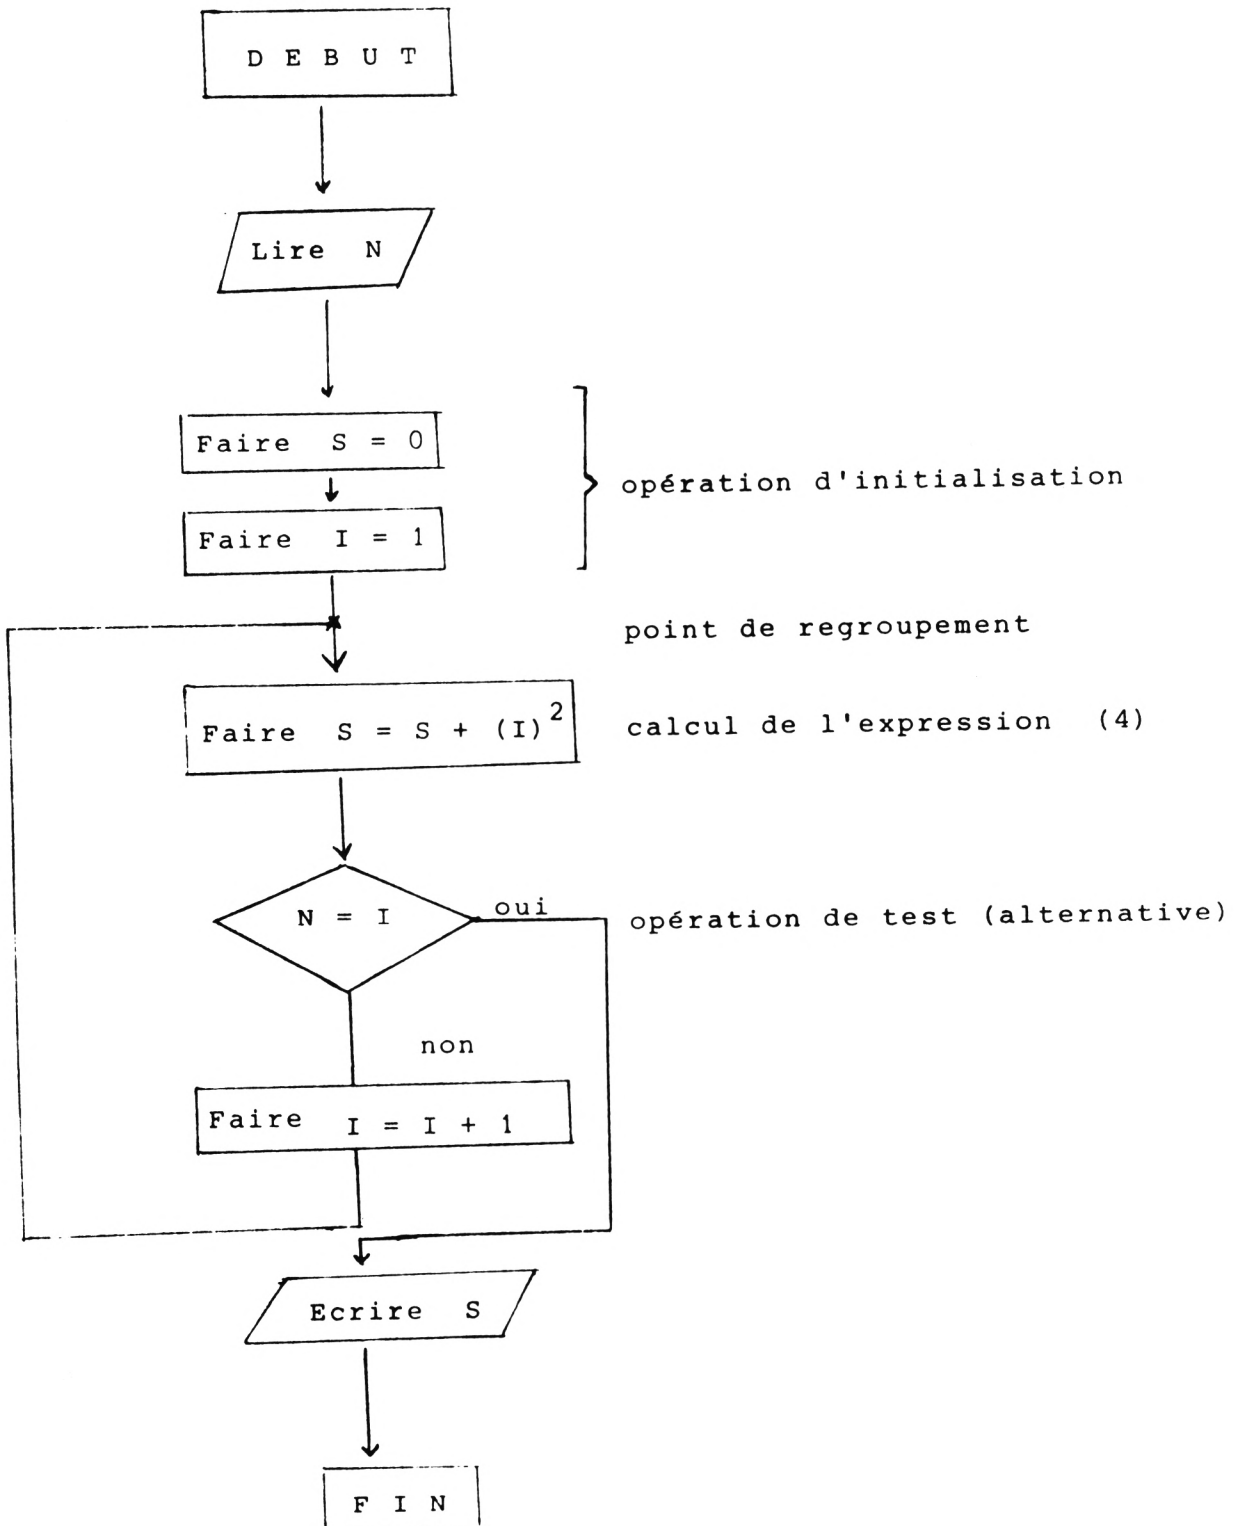 D E B U T
Lire N
Faire S = 0
Faire I = 1
opération d'initialisation
point de regroupement
Faire S = S + (I)²
calcul de l'expression (4)
N = I
oui
opération de test (alternative)
non
Faire I = I + 1
Ecrire S
F I N